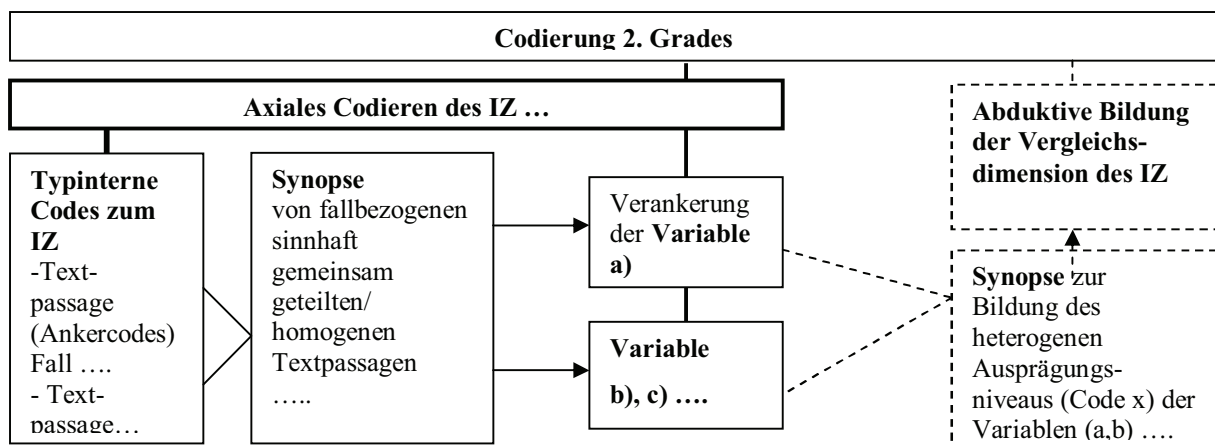 Codierung 2. Grades
Axiales Codieren des IZ …
Typinterne
Codes zum
IZ
-Text-
passage
(Ankercodes)
Fall ….
- Text-
passage…
Synopse
von fallbezogenen
sinnhaft
gemeinsam
geteilten/
homogenen
Textpassagen
…..
Verankerung
der Variable
a)
Variable
b), c) ….
Abduktive Bildung
der Vergleichs-
dimension des IZ
Synopse zur
Bildung des
heterogenen
Ausprägungs-
niveaus (Code x) der
Variablen (a,b) ….